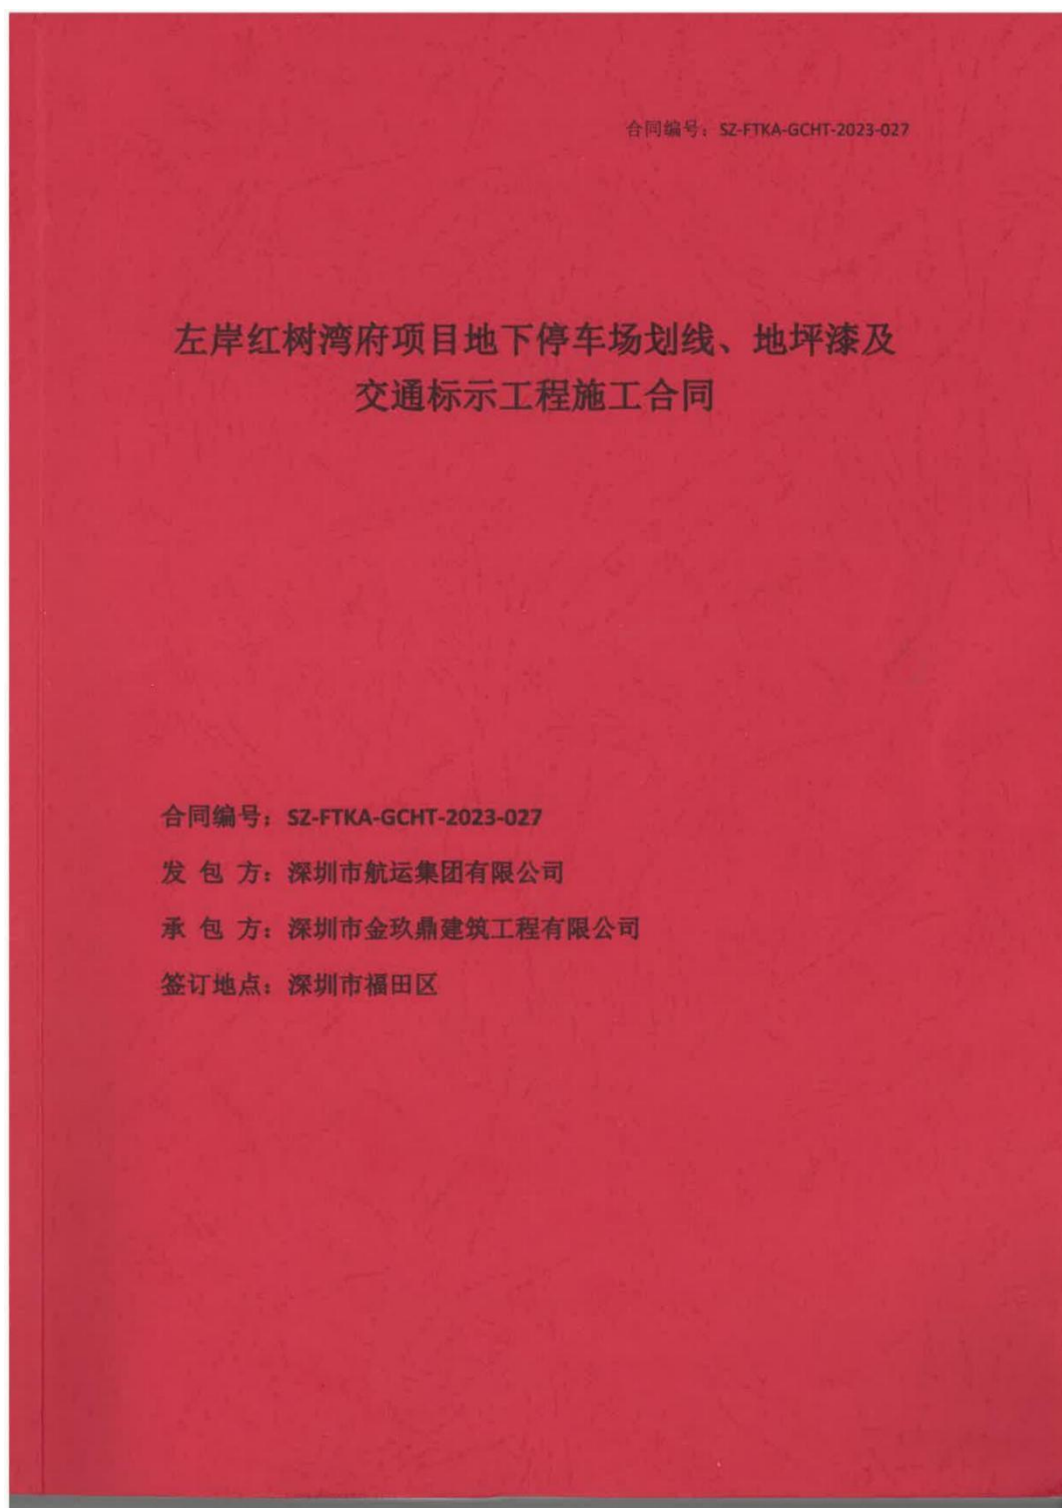 合同编号：SZ-FTKA-GCHT-2023-027
左岸红树湾府项目地下停车场划线、地坪漆及
交通标示工程施工合同
合同编号：SZ-FTKA-GCHT-2023-027
发 包 方：深圳市航运集团有限公司
承 包 方：深圳市金玖鼎建筑工程有限公司
签订地点：深圳市福田区